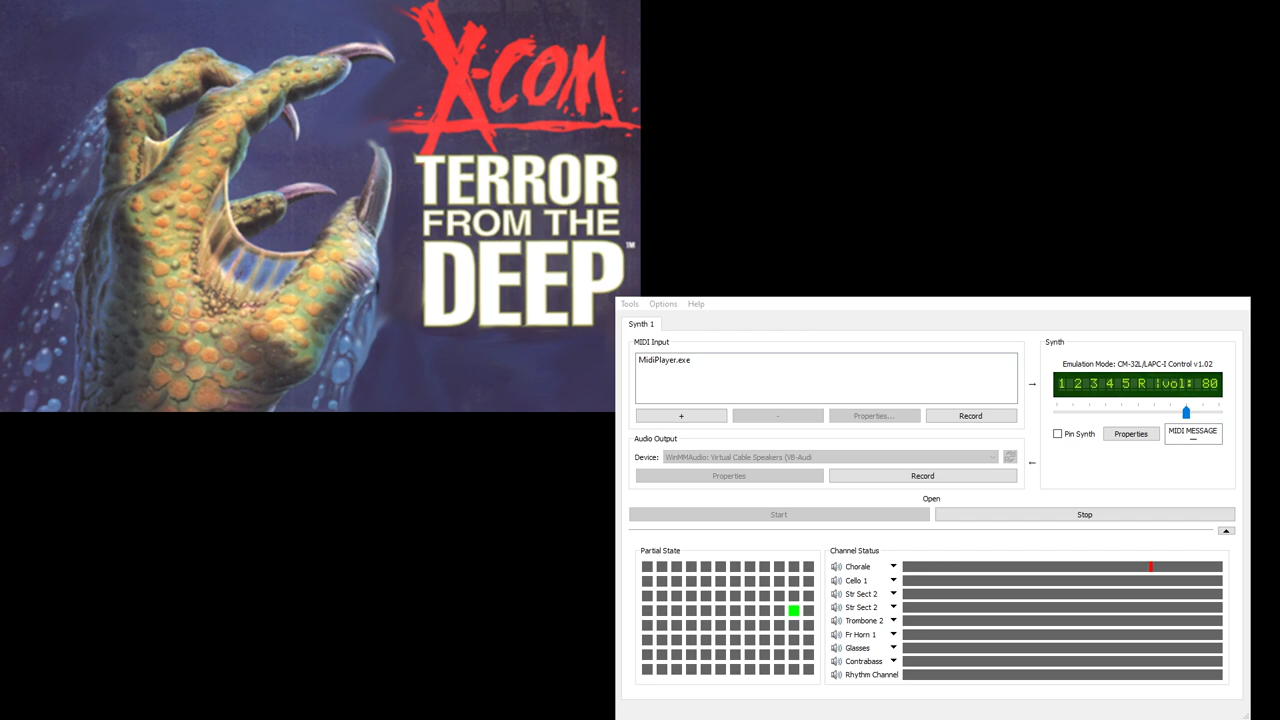 X-COM
TERROR
FROM THE
DEEP™
Tools Options Help
Synth 1
MIDI Input
MidiPlayer.exe
+ - Properties... Record
Audio Output
Device: WinMMAudio: Virtual Cable Speakers (VB-Audi
Properties Record
Synth
Emulation Mode: CM-32L/LAPC-I Control v1.02
1 2 3 4 5 R |vol: 80
Pin Synth Properties MIDI MESSAGE
Open
Start Stop
Partial State
Channel Status
Chorale
Cello 1
Str Sect 2
Str Sect 2
Trombone 2
Fr Horn 1
Glasses
Contrabass
Rhythm Channel